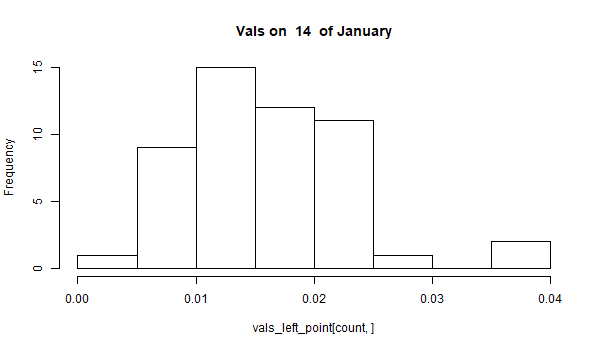 Vals on  14  of January
Frequency
15
10
5
0
0.00 0.01 0.02 0.03 0.04
vals_left_point[count, ]